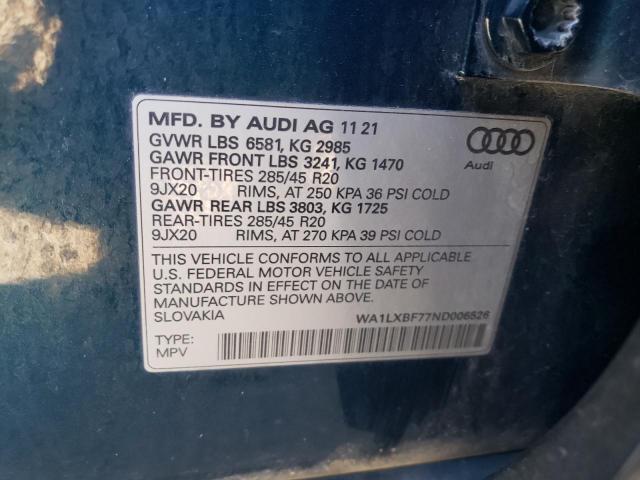 MFD. BY AUDI AG 11 21
GVWR LBS 6581, KG 2985
GAWR FRONT LBS 3241, KG 1470
FRONT-TIRES 285/45 R20
9JX20 RIMS, AT 250 KPA 36 PSI COLD
GAWR REAR LBS 3803, KG 1725
REAR-TIRES 285/45 R20
9JX20 RIMS, AT 270 KPA 39 PSI COLD
Audi
THIS VEHICLE CONFORMS TO ALL APPLICABLE
U.S. FEDERAL MOTOR VEHICLE SAFETY
STANDARDS IN EFFECT ON THE DATE OF
MANUFACTURE SHOWN ABOVE.
SLOVAKIA WA1LXBF77ND006526
TYPE:
MPV